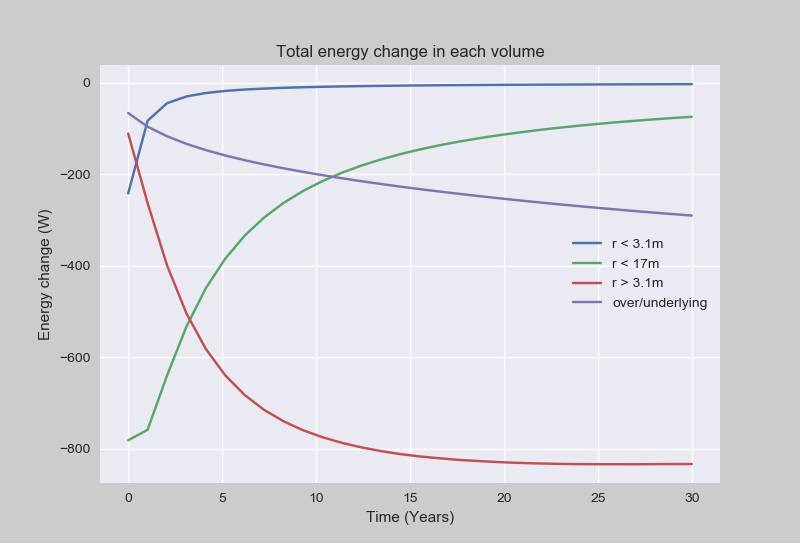 Total energy change in each volume
Energy change (W)
0
−200
−400
−600
−800
r < 3.1m
r < 17m
r > 3.1m
over/underlying
0 5 10 15 20 25 30
Time (Years)